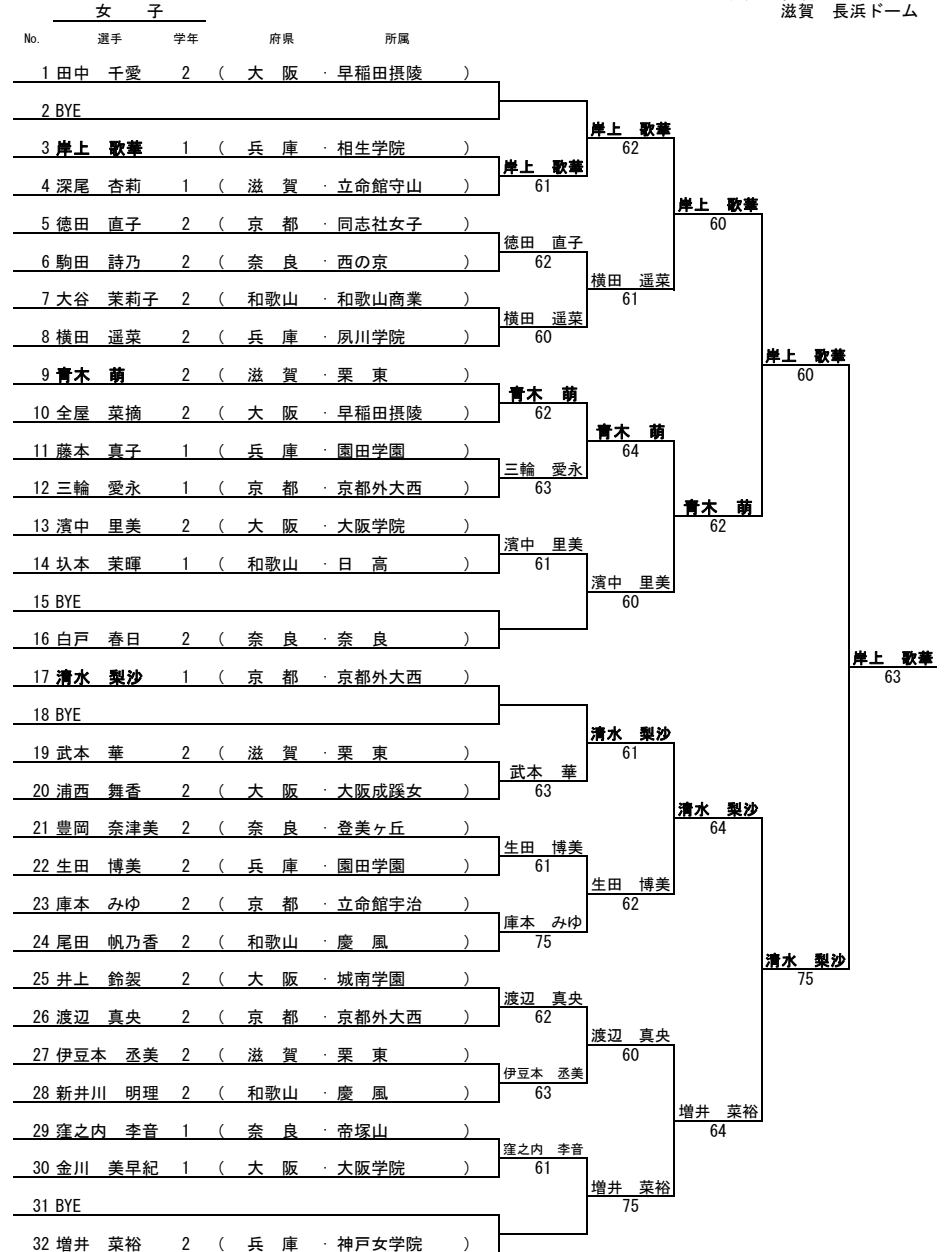 滋賀　長浜ドーム
女　子
No.　選手　学年　府県　所属
1 田中　千愛　2　(　大　阪　・　早稲田摂陵　)
2 BYE
岸上　歌華
62
3 岸上　歌華　1　(　兵　庫　・　相生学院　)
岸上　歌華
61
4 深尾　杏莉　1　(　滋　賀　・　立命館守山　)
岸上　歌華
60
5 徳田　直子　2　(　京　都　・　同志社女子　)
徳田　直子
62
6 駒田　詩乃　2　(　奈　良　・　西の京　)
横田　遥菜
61
7 大谷　茉莉子　2　(　和歌山　・　和歌山商業　)
横田　遥菜
60
8 横田　遥菜　2　(　兵　庫　・　夙川学院　)
岸上　歌華
60
9 青木　萌　2　(　滋　賀　・　栗　東　)
青木　萌
62
10 全屋　菜摘　2　(　大　阪　・　早稲田摂陵　)
青木　萌
64
11 藤本　真子　1　(　兵　庫　・　園田学園　)
三輪　愛永
63
12 三輪　愛永　1　(　京　都　・　京都外大西　)
青木　萌
62
13 濱中　里美　2　(　大　阪　・　大阪学院　)
濱中　里美
61
14 圦本　茉暉　1　(　和歌山　・　日　高　)
濱中　里美
60
15 BYE
16 白戸　春日　2　(　奈　良　・　奈　良　)
岸上　歌華
63
17 清水　梨沙　1　(　京　都　・　京都外大西　)
18 BYE
清水　梨沙
61
19 武本　華　2　(　滋　賀　・　栗　東　)
武本　華
63
20 浦西　舞香　2　(　大　阪　・　大阪成蹊女　)
清水　梨沙
64
21 豊岡　奈津美　2　(　奈　良　・　登美ヶ丘　)
生田　博美
61
22 生田　博美　2　(　兵　庫　・　園田学園　)
生田　博美
62
23 庫本　みゆ　2　(　京　都　・　立命館宇治　)
庫本　みゆ
75
24 尾田　帆乃香　2　(　和歌山　・　慶　風　)
清水　梨沙
75
25 井上　鈴袈　2　(　大　阪　・　城南学園　)
渡辺　真央
62
26 渡辺　真央　2　(　京　都　・　京都外大西　)
渡辺　真央
60
27 伊豆本　丞美　2　(　滋　賀　・　栗　東　)
伊豆本　丞美
63
28 新井川　明理　2　(　和歌山　・　慶　風　)
増井　菜裕
64
29 窪之内　李音　1　(　奈　良　・　帝塚山　)
窪之内　李音
61
30 金川　美早紀　1　(　大　阪　・　大阪学院　)
増井　菜裕
75
31 BYE
32 増井　菜裕　2　(　兵　庫　・　神戸女学院　)